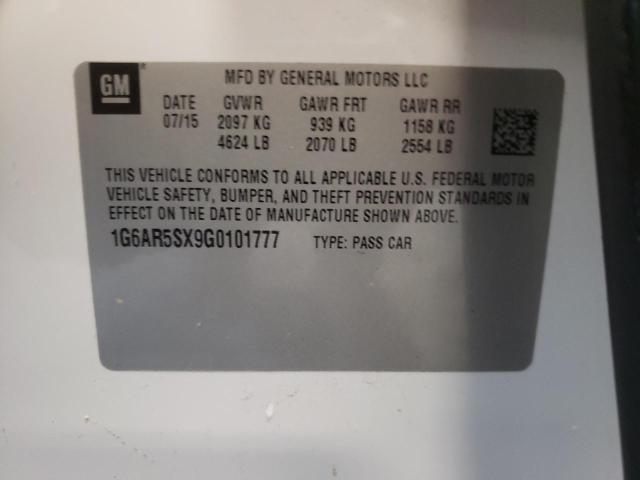 GM
MFD BY GENERAL MOTORS LLC
DATE GVWR GAWR FRT GAWR RR
07/15 2097 KG 939 KG 1158 KG
4624 LB 2070 LB 2554 LB
THIS VEHICLE CONFORMS TO ALL APPLICABLE U.S. FEDERAL MOTOR
VEHICLE SAFETY, BUMPER, AND THEFT PREVENTION STANDARDS IN
EFFECT ON THE DATE OF MANUFACTURE SHOWN ABOVE.
1G6AR5SX9G0101777 TYPE: PASS CAR